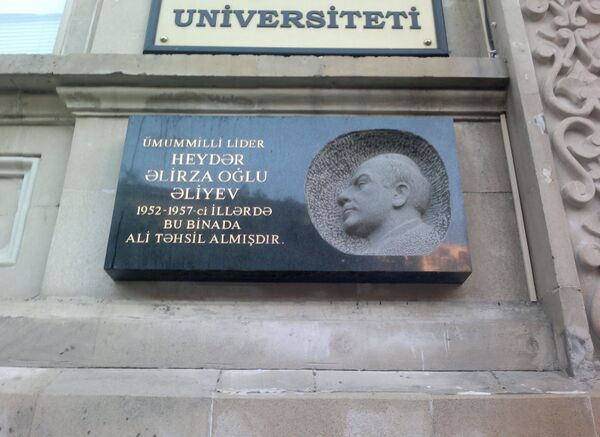 UNİVERSİTETİ
ÜMUMMİLLİ LİDER
HEYDƏR
ƏLİRZA OĞLU
ƏLİYEV
1952-1957-ci İLLƏRDƏ
BU BİNADA
ALİ TƏHSİL ALMIŞDIR.